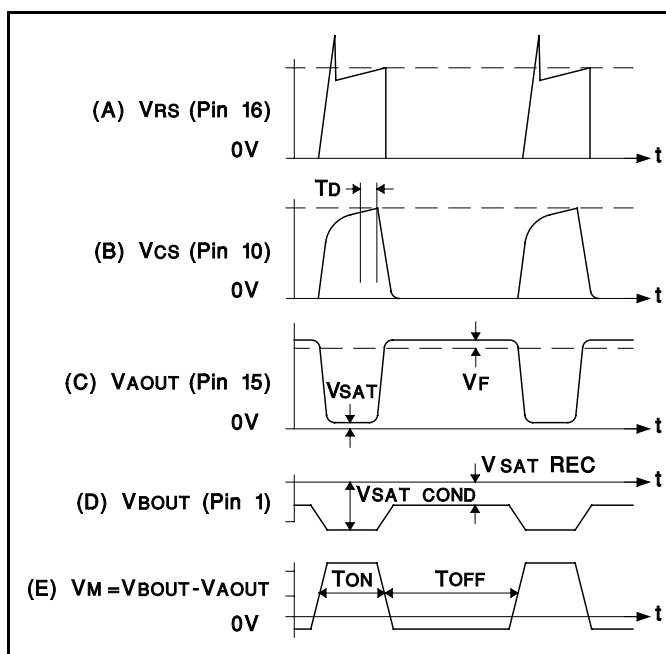 (A) VRS (Pin 16)
0V
t
TD
(B) VCS (Pin 10)
0V
t
(C) VAOUT (Pin 15)
VSAT
VF
0V
t
VSAT REC
(D) VBOUT (Pin 1)
VSAT COND
t
(E) VM=VBOUT-VAOUT
TON
TOFF
0V
t